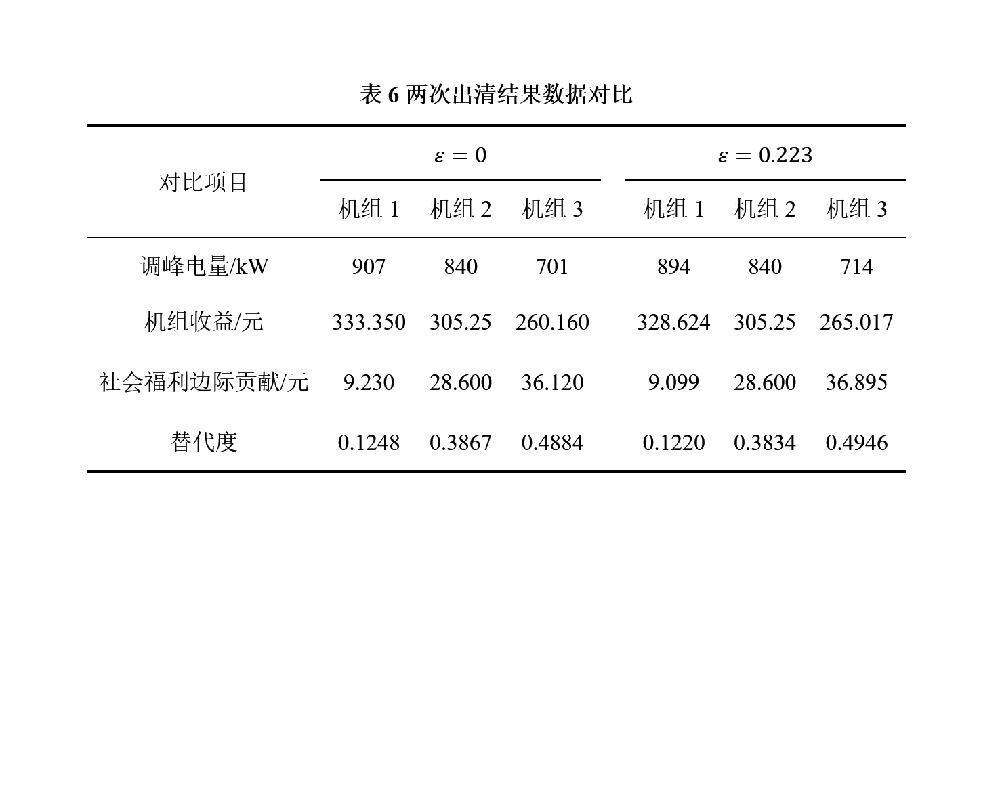 表 6 两次出清结果数据对比
对比项目 ε = 0 ε = 0.223
机组 1 机组 2 机组 3 机组 1 机组 2 机组 3
调峰电量/kW 907 840 701 894 840 714
机组收益/元 333.350 305.25 260.160 328.624 305.25 265.017
社会福利边际贡献/元 9.230 28.600 36.120 9.099 28.600 36.895
替代度 0.1248 0.3867 0.4884 0.1220 0.3834 0.4946